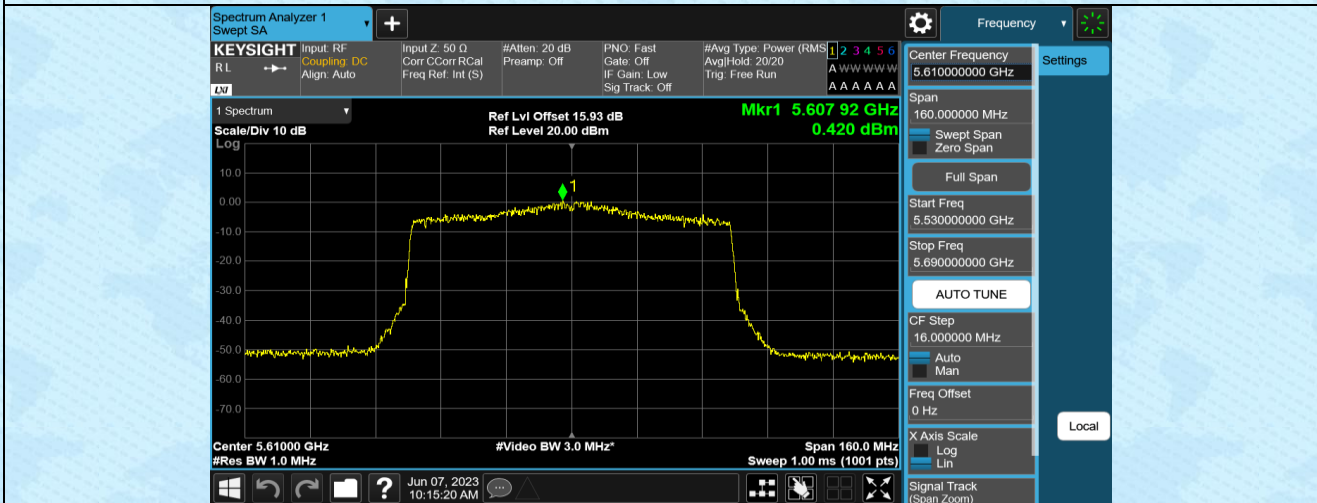 Spectrum Analyzer 1
Swept SA
+
Frequency
KEYSIGHT
RL
LXI
Input: RF
Coupling: DC
Align: Auto
Input Z: 50 Ω
Corr CCorr RCal
Freq Ref: Int (S)
#Atten: 20 dB
Preamp: Off
PNO: Fast
Gate: Off
IF Gain: Low
Sig Track: Off
#Avg Type: Power (RMS
Avg|Hold: 20/20
Trig: Free Run
1 2 3 4 5 6
A W W W W W
A A A A A A
1 Spectrum
Scale/Div 10 dB
Log
Ref Lvl Offset 15.93 dB
Ref Level 20.00 dBm
Mkr1 5.607 92 GHz
0.420 dBm
1
10.0
0.00
-10.0
-20.0
-30.0
-40.0
-50.0
-60.0
-70.0
Center 5.61000 GHz
#Res BW 1.0 MHz
#Video BW 3.0 MHz*
Span 160.0 MHz
Sweep 1.00 ms (1001 pts)
?
Jun 07, 2023
10:15:20 AM
Center Frequency
5.610000000 GHz
Span
160.000000 MHz
Swept Span
Zero Span
Full Span
Start Freq
5.530000000 GHz
Stop Freq
5.690000000 GHz
AUTO TUNE
CF Step
16.000000 MHz
Auto
Man
Freq Offset
0 Hz
X Axis Scale
Log
Lin
Signal Track
(Span Zoom)
Settings
Local